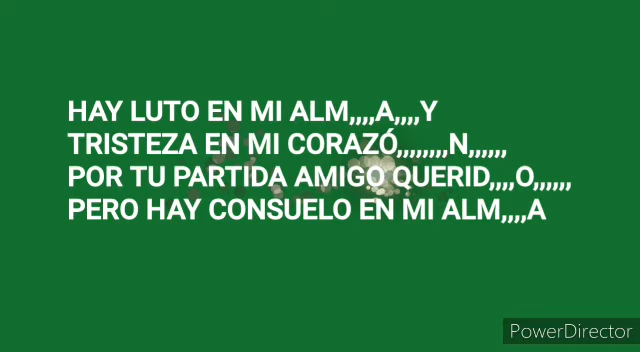 HAY LUTO EN MI ALM,,,,A,,,,Y
TRISTEZA EN MI CORAZÓ,,,,,,,,N,,,,,,
POR TU PARTIDA AMIGO QUERID,,,,O,,,,,,
PERO HAY CONSUELO EN MI ALM,,,,A
PowerDirector